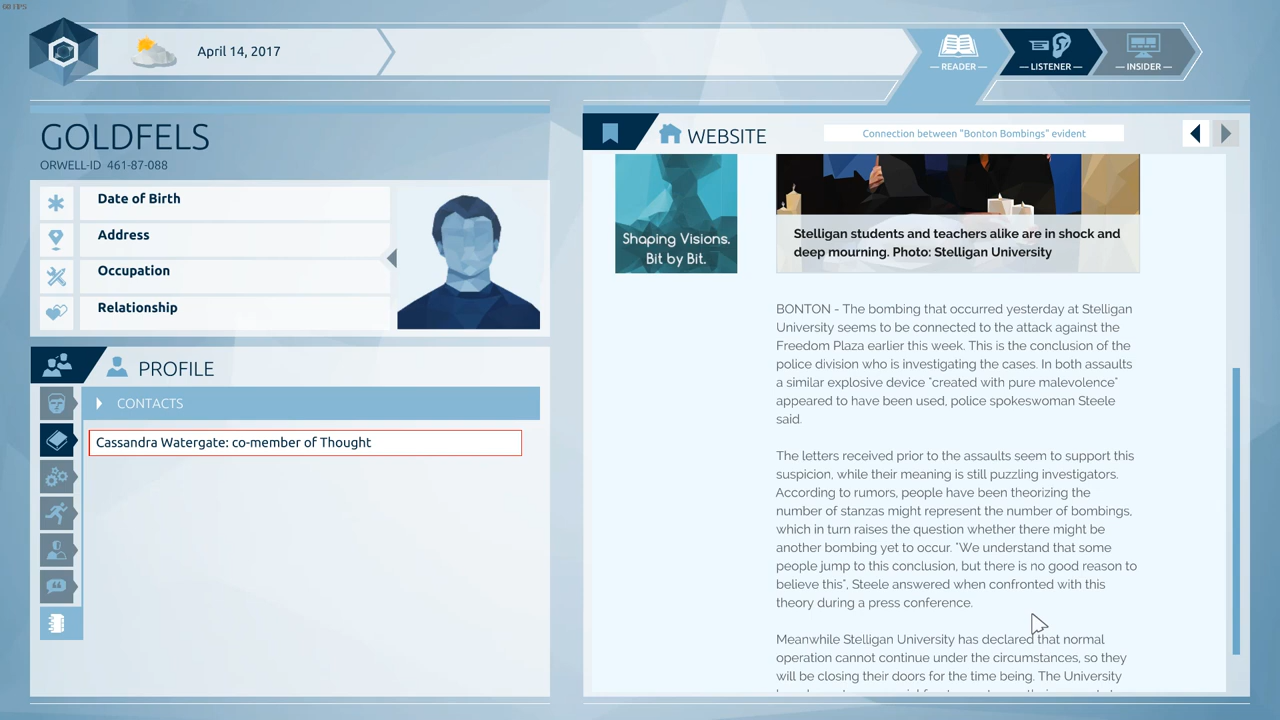 60 FPS
April 14, 2017
— READER —
— LISTENER —
— INSIDER —
GOLDFELS
ORWELL-ID 461-87-088
Date of Birth
Address
Occupation
Relationship
PROFILE
CONTACTS
Cassandra Watergate: co-member of Thought
WEBSITE
Connection between "Bonton Bombings" evident
Shaping Visions.
Bit by Bit.
Stelligan students and teachers alike are in shock and
deep mourning. Photo: Stelligan University
BONTON - The bombing that occurred yesterday at Stelligan
University seems to be connected to the attack against the
Freedom Plaza earlier this week. This is the conclusion of the
police division who is investigating the cases. In both assaults
a similar explosive device "created with pure malevolence"
appeared to have been used, police spokeswoman Steele
said.
The letters received prior to the assaults seem to support this
suspicion, while their meaning is still puzzling investigators.
According to rumors, people have been theorizing the
number of stanzas might represent the number of bombings,
which in turn raises the question whether there might be
another bombing yet to occur. "We understand that some
people jump to this conclusion, but there is no good reason to
believe this", Steele answered when confronted with this
theory during a press conference.
Meanwhile Stelligan University has declared that normal
operation cannot continue under the circumstances, so they
will be closing their doors for the time being. The University